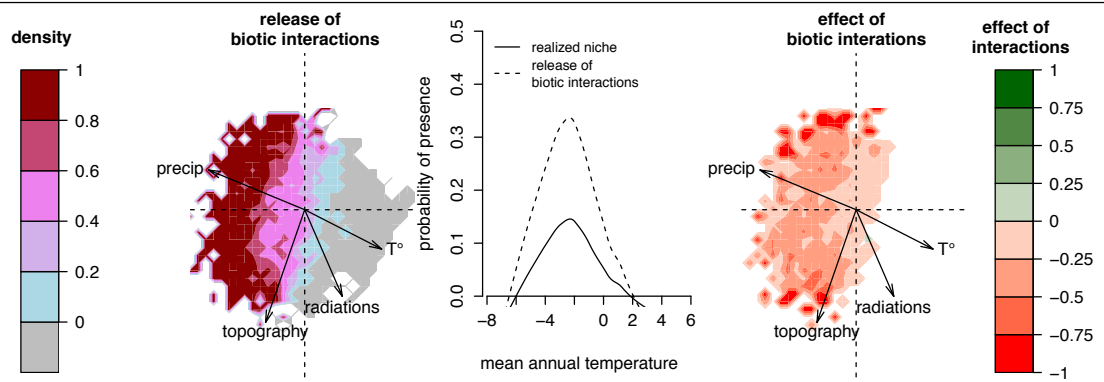 density
1
0.8
0.6
0.4
0.2
0
release of
biotic interactions
precip
T°
radiations
topography
probability of presence
0.5
0.4
0.3
0.2
0.1
0.0
realized niche
release of
biotic interactions
−8
−4
0
2
4
6
mean annual temperature
effect of
biotic interations
precip
T°
radiations
topography
effect of
interactions
1
0.75
0.5
0.25
0
−0.25
−0.5
−0.75
−1